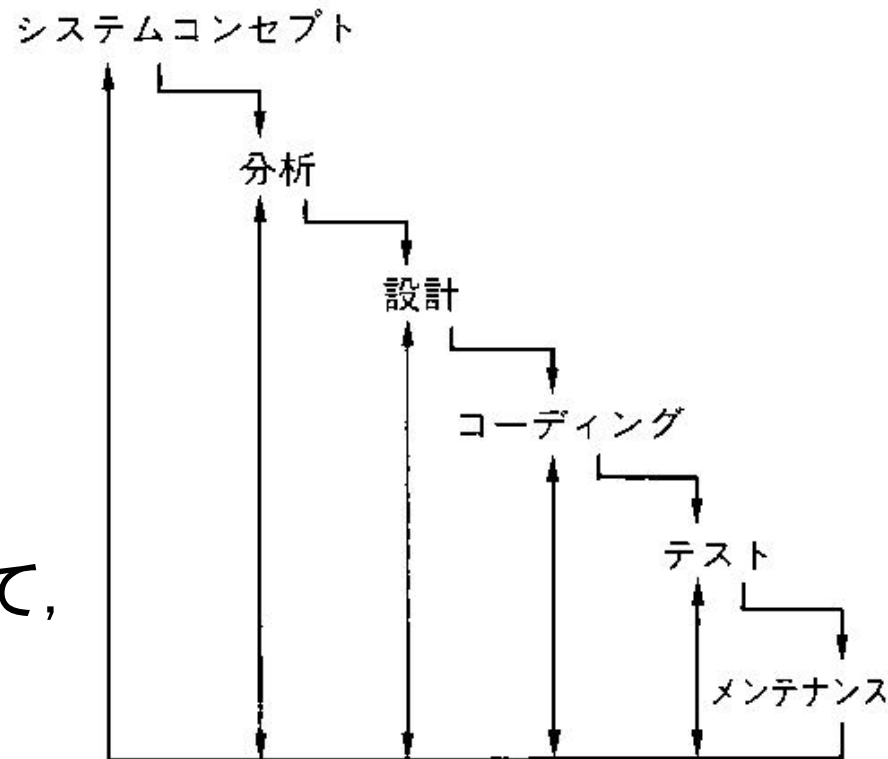 システムコンセプト
分析
設計
コーディング
テスト
て,
メンテナンス